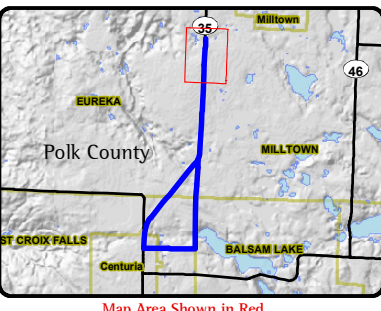 35
Milltown
46
EUREKA
Polk County
MILLTOWN
ST CROIX FALLS
BALSAM LAKE
Centuria
Map Area Shown in Red